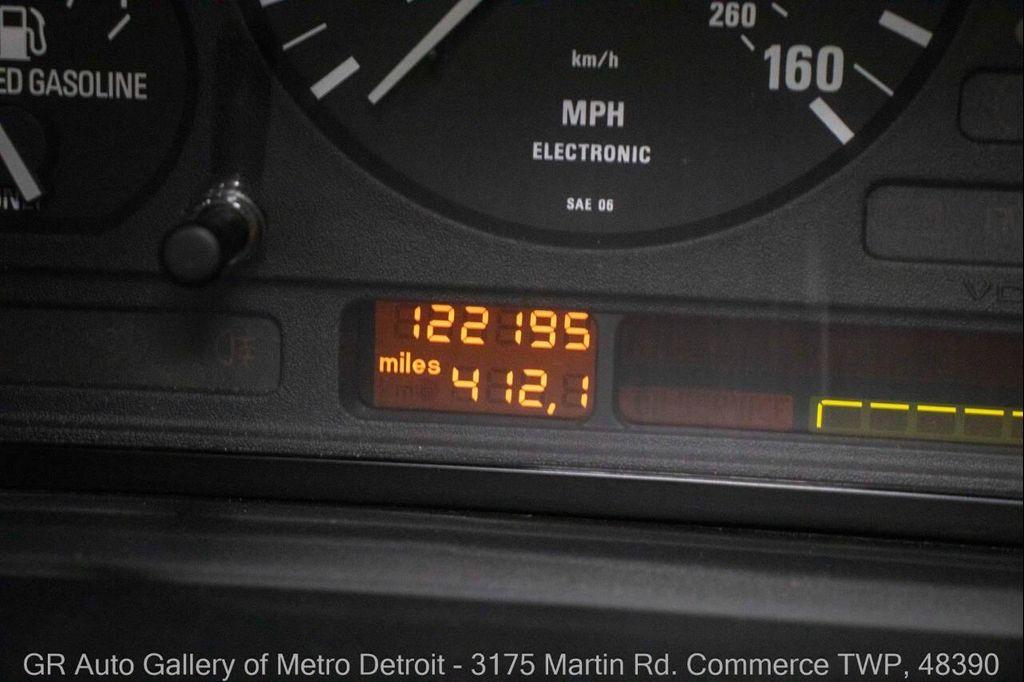 260
km/h
160
ED GASOLINE
MPH
ELECTRONIC
SAE 06
122195
miles
412,1
GR Auto Gallery of Metro Detroit - 3175 Martin Rd. Commerce TWP, 48390